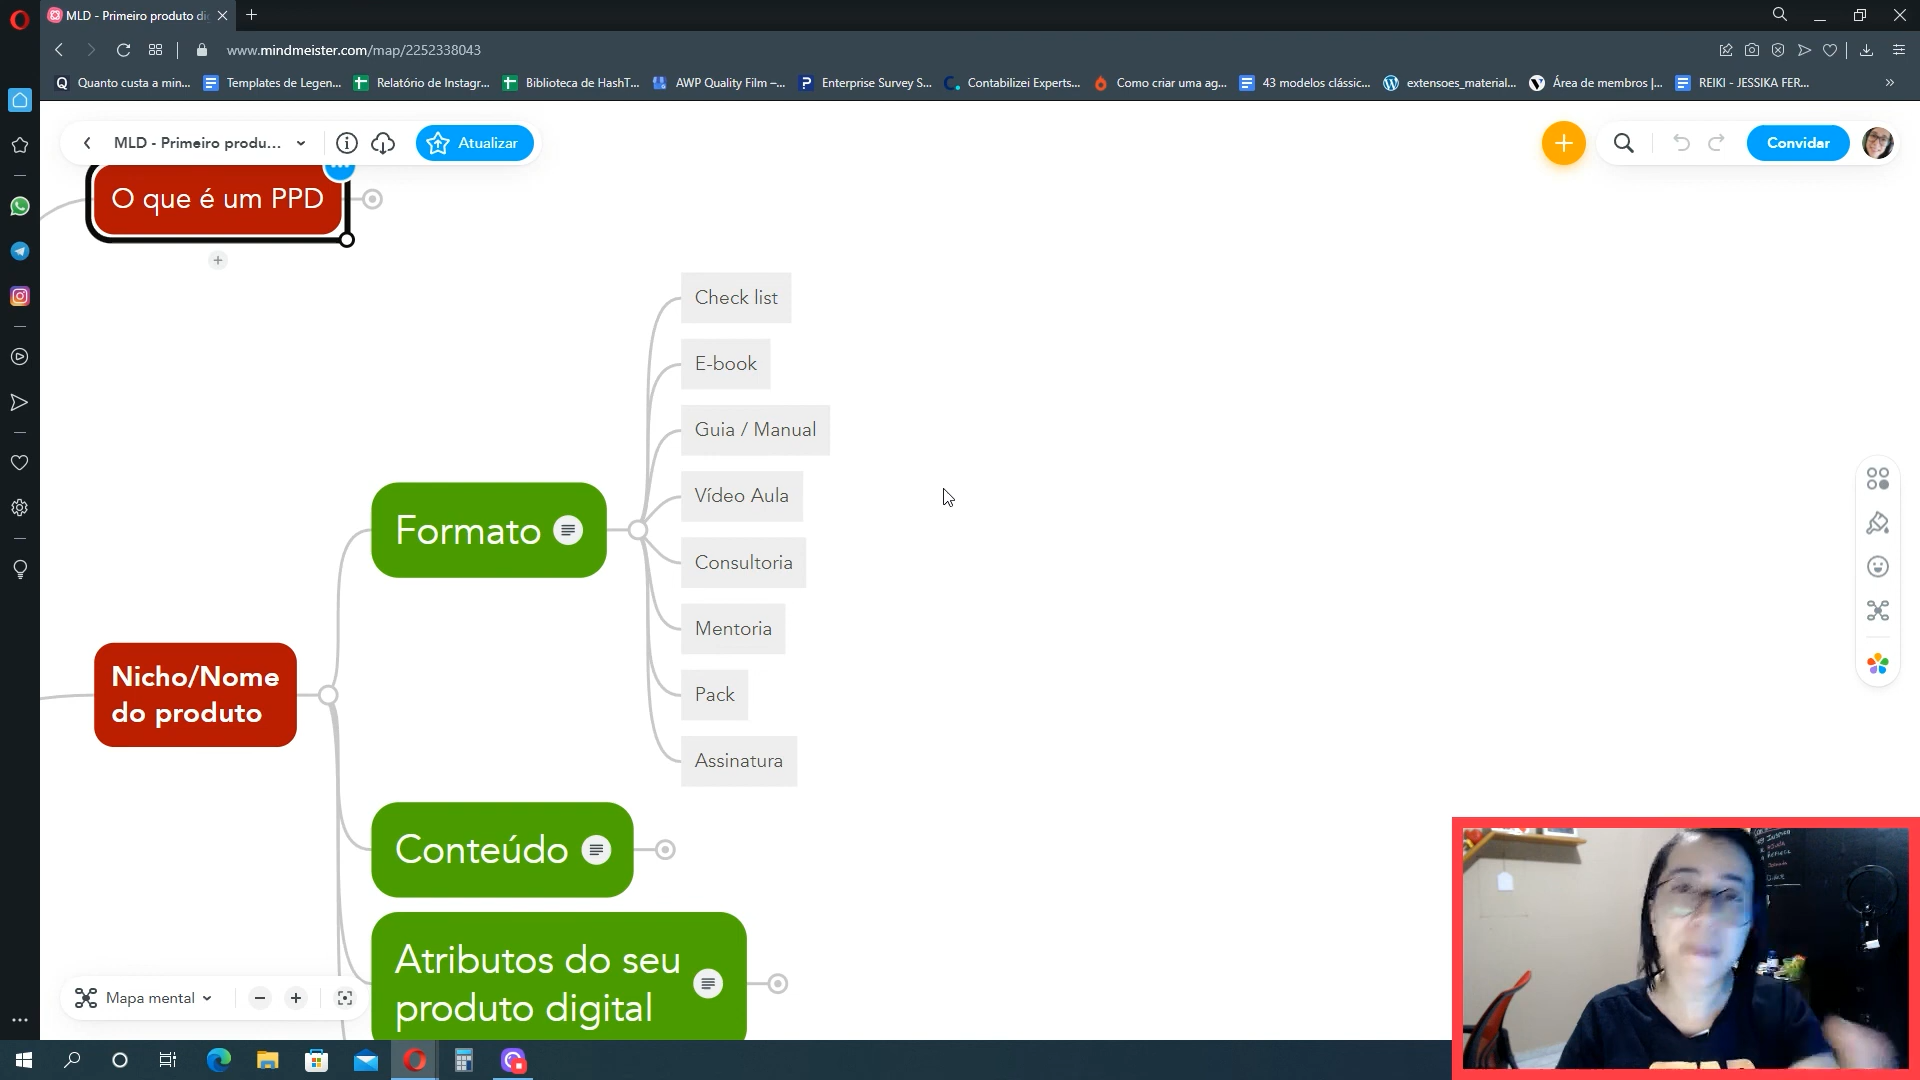 MLD - Primeiro produto di
www.mindmeister.com/map/2252338043
Quanto custa a min...
Templates de Legen...
Relatório de Instagr...
Biblioteca de HashT...
AWP Quality Film –...
Enterprise Survey S...
Contabilizei Experts...
Como criar uma ag...
43 modelos clássic...
extensoes_material...
Área de membros |...
REIKI - JESSIKA FER...
MLD - Primeiro produ...
Atualizar
Convidar
O que é um PPD
Check list
E-book
Guia / Manual
Vídeo Aula
Formato
Consultoria
Mentoria
Nicho/Nome
do produto
Pack
Assinatura
Conteúdo
Atributos do seu
produto digital
Mapa mental